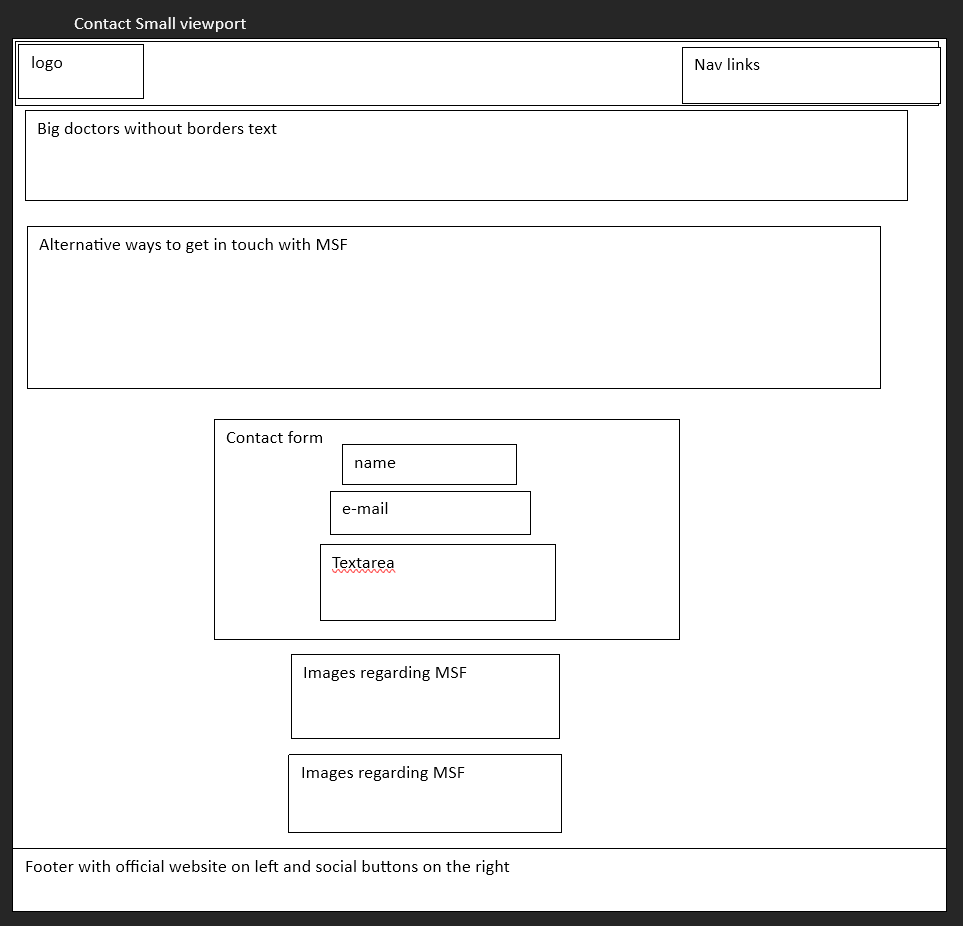 Contact Small viewport
logo
Nav links
Big doctors without borders text
Alternative ways to get in touch with MSF
Contact form
name
e-mail
Textarea
Images regarding MSF
Images regarding MSF
Footer with official website on left and social buttons on the right